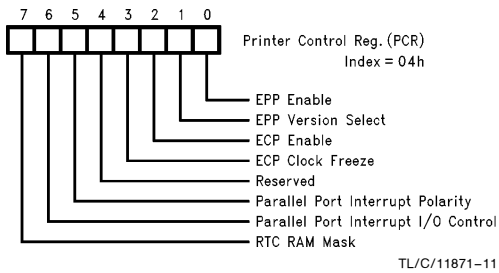 7 6 5 4 3 2 1 0
Printer Control Reg. (PCR)
Index = 04h
EPP Enable
EPP Version Select
ECP Enable
ECP Clock Freeze
Reserved
Parallel Port Interrupt Polarity
Parallel Port Interrupt I/O Control
RTC RAM Mask
TL/C/11871–11